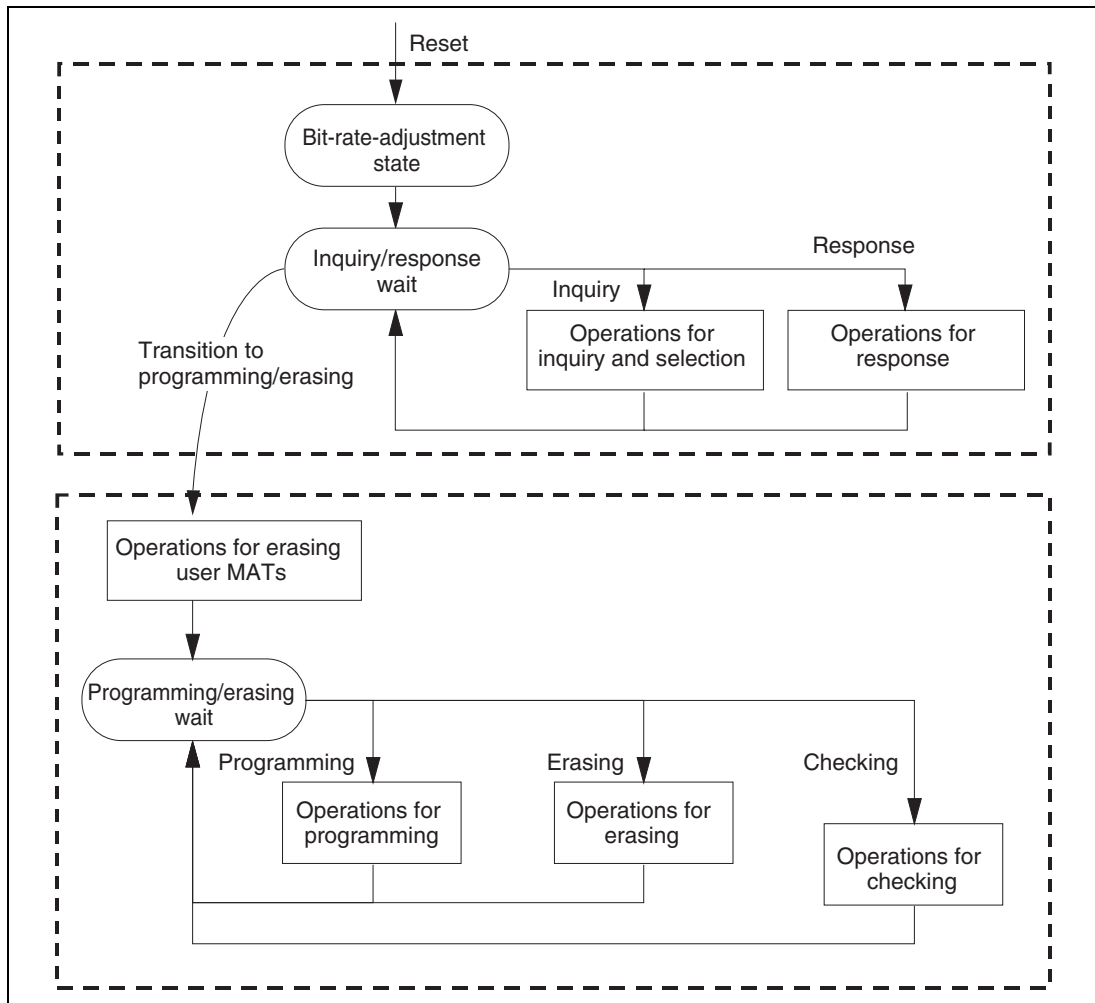 Reset
Bit-rate-adjustment
state
Inquiry/response
wait
Response
Inquiry
Operations for
inquiry and selection
Operations for
response
Transition to
programming/erasing
Operations for erasing
user MATs
Programming/erasing
wait
Programming
Erasing
Checking
Operations for
programming
Operations for
erasing
Operations for
checking